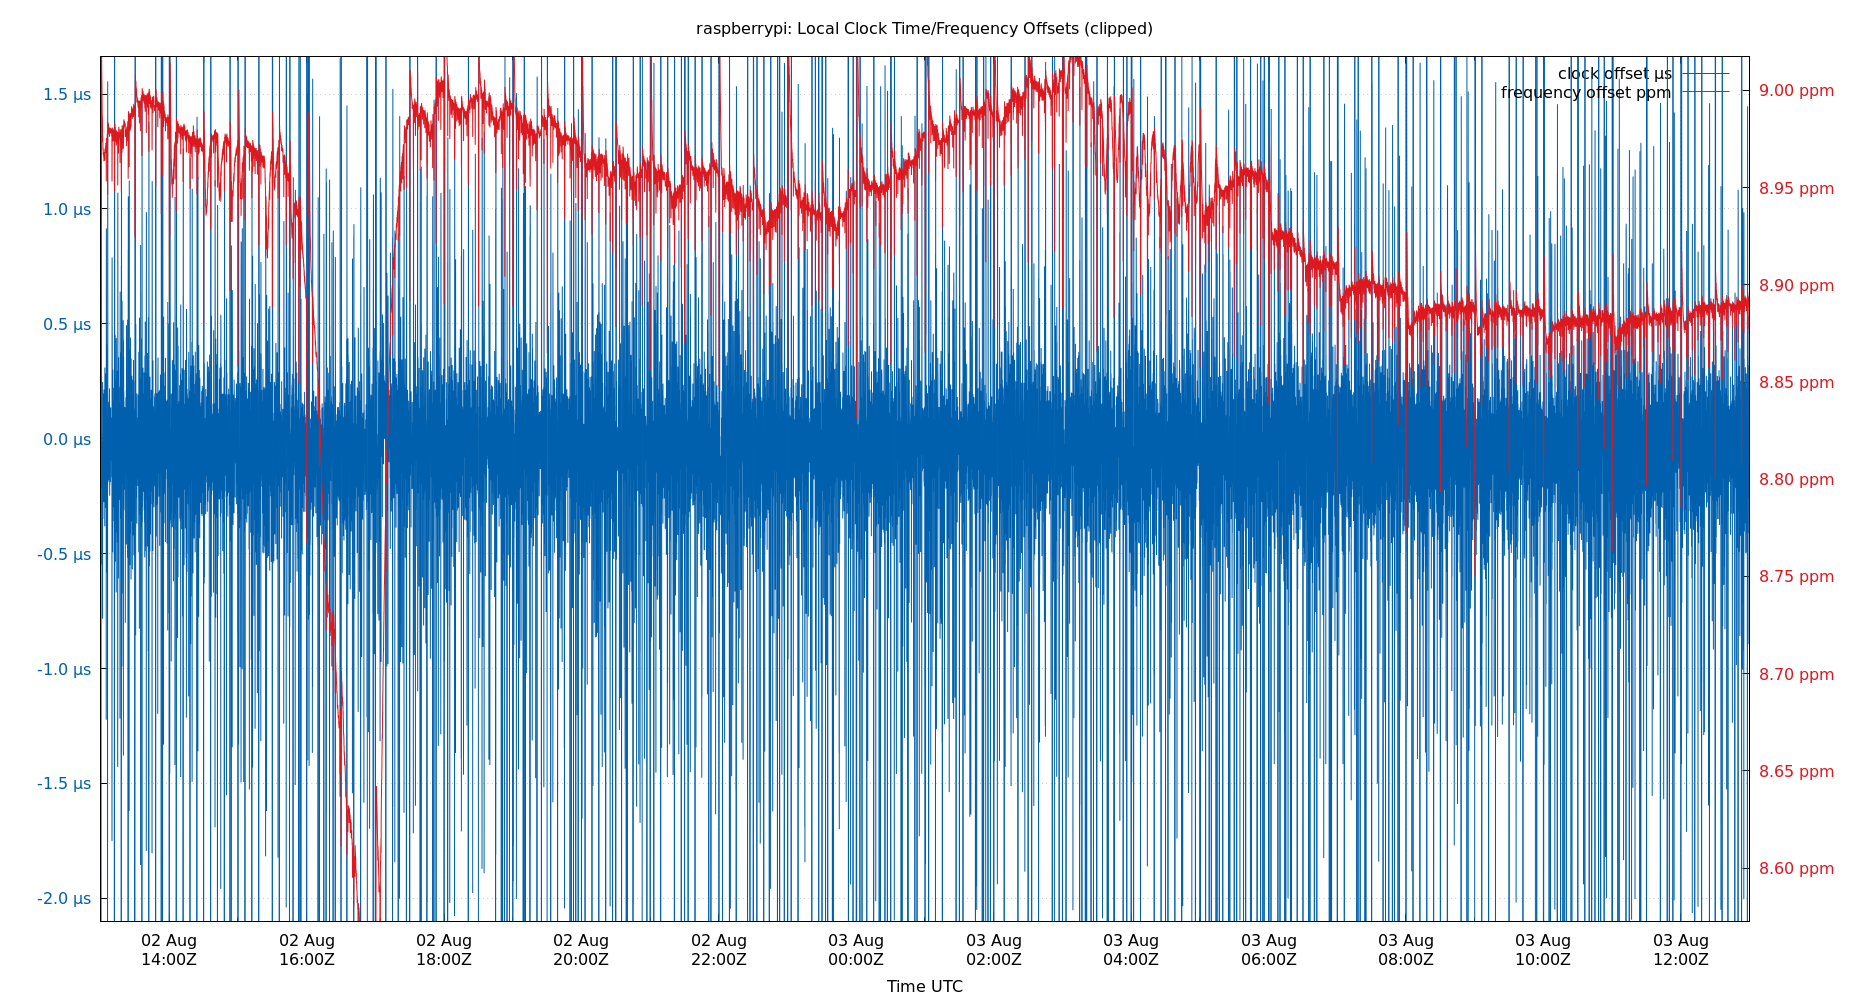 raspberrypi: Local Clock Time/Frequency Offsets (clipped)
clock offset µs
frequency offset ppm
1.5 µs
1.0 µs
0.5 µs
0.0 µs
-0.5 µs
-1.0 µs
-1.5 µs
-2.0 µs
9.00 ppm
8.95 ppm
8.90 ppm
8.85 ppm
8.80 ppm
8.75 ppm
8.70 ppm
8.65 ppm
8.60 ppm
02 Aug 02 Aug 02 Aug 02 Aug 02 Aug 03 Aug 03 Aug 03 Aug 03 Aug 03 Aug 03 Aug 03 Aug
14:00Z 16:00Z 18:00Z 20:00Z 22:00Z 00:00Z 02:00Z 04:00Z 06:00Z 08:00Z 10:00Z 12:00Z
Time UTC